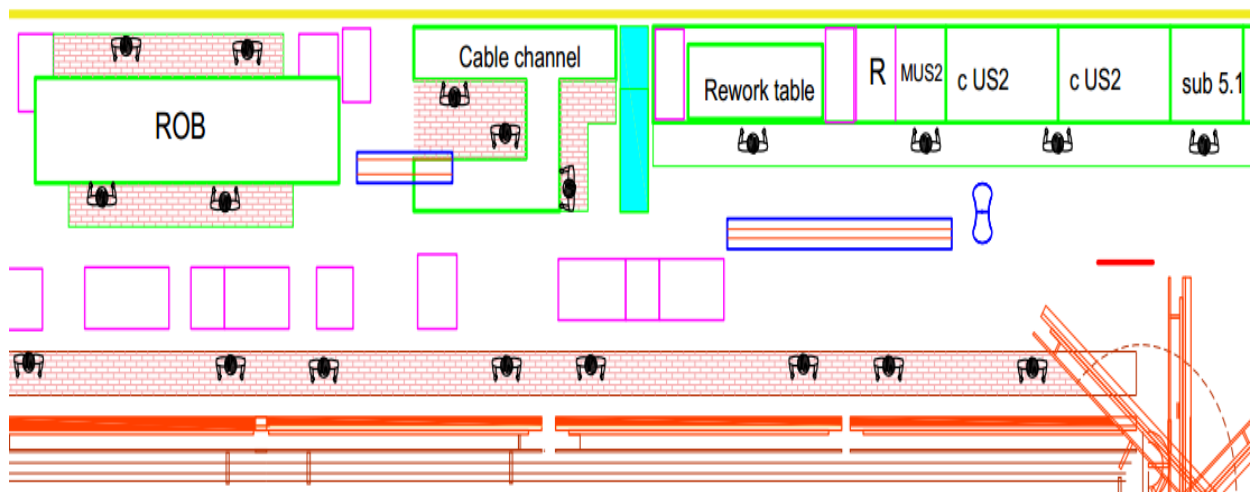 Cable channel
ROB
Rework table
R
MUS2
c US2
c US2
sub 5.1